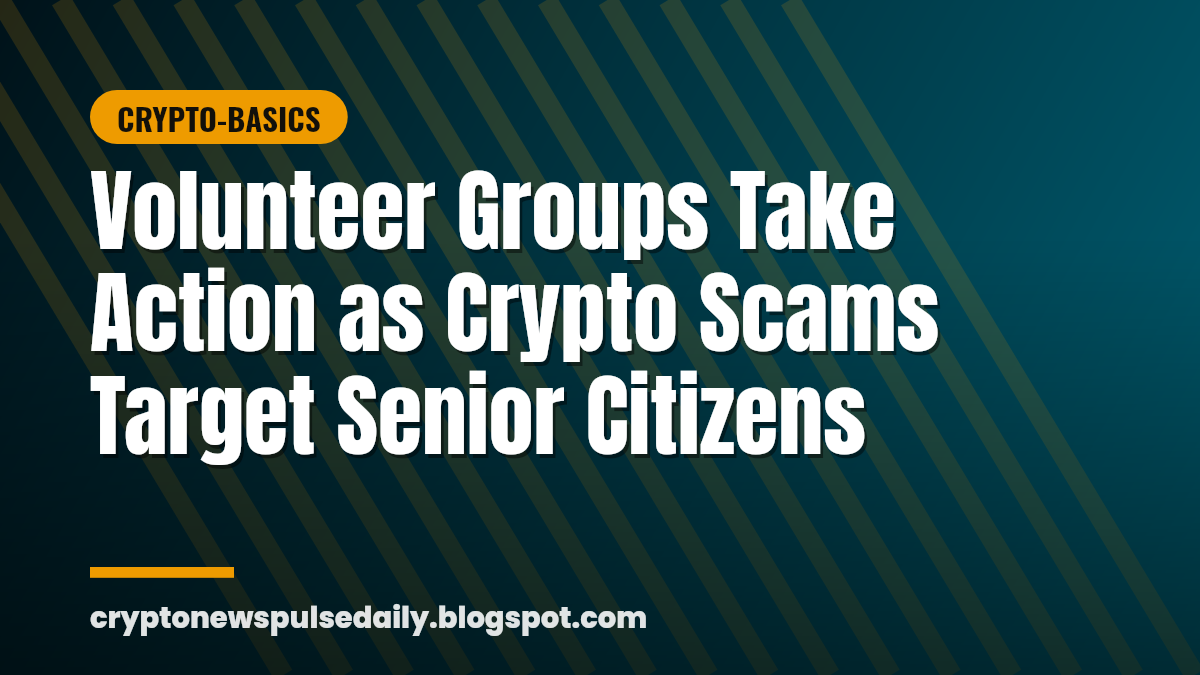 CRYPTO-BASICS
Volunteer Groups Take
Action as Crypto Scams
Target Senior Citizens
cryptonewspulsedaily.blogspot.com